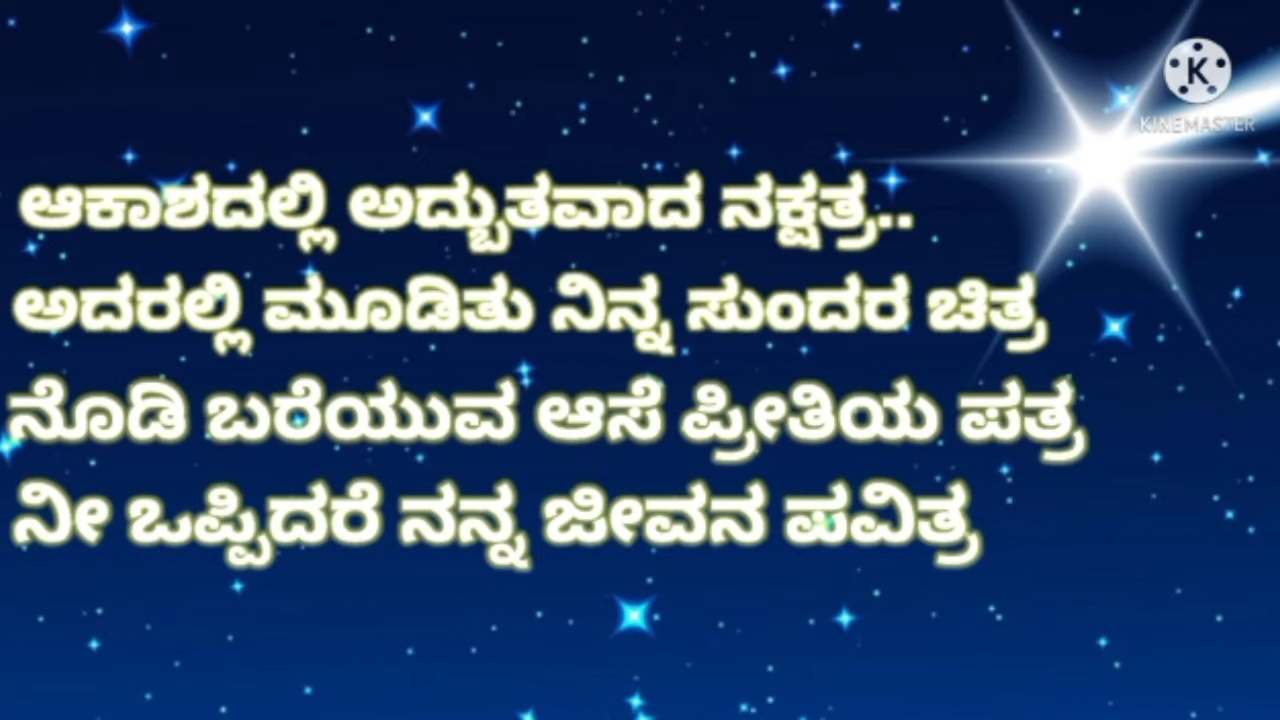 KINEMASTER
ಆಕಾಶದಲ್ಲಿ ಅದ್ಬುತವಾದ ನಕ್ಷತ್ರ..
ಅದರಲ್ಲಿ ಮೂಡಿತು ನಿನ್ನ ಸುಂದರ ಚಿತ್ರ
ನೊಡಿ ಬರೆಯುವ ಆಸೆ ಪ್ರೀತಿಯ ಪತ್ರ
ನೀ ಒಪ್ಪಿದರೆ ನನ್ನ ಜೀವನ ಪವಿತ್ರ